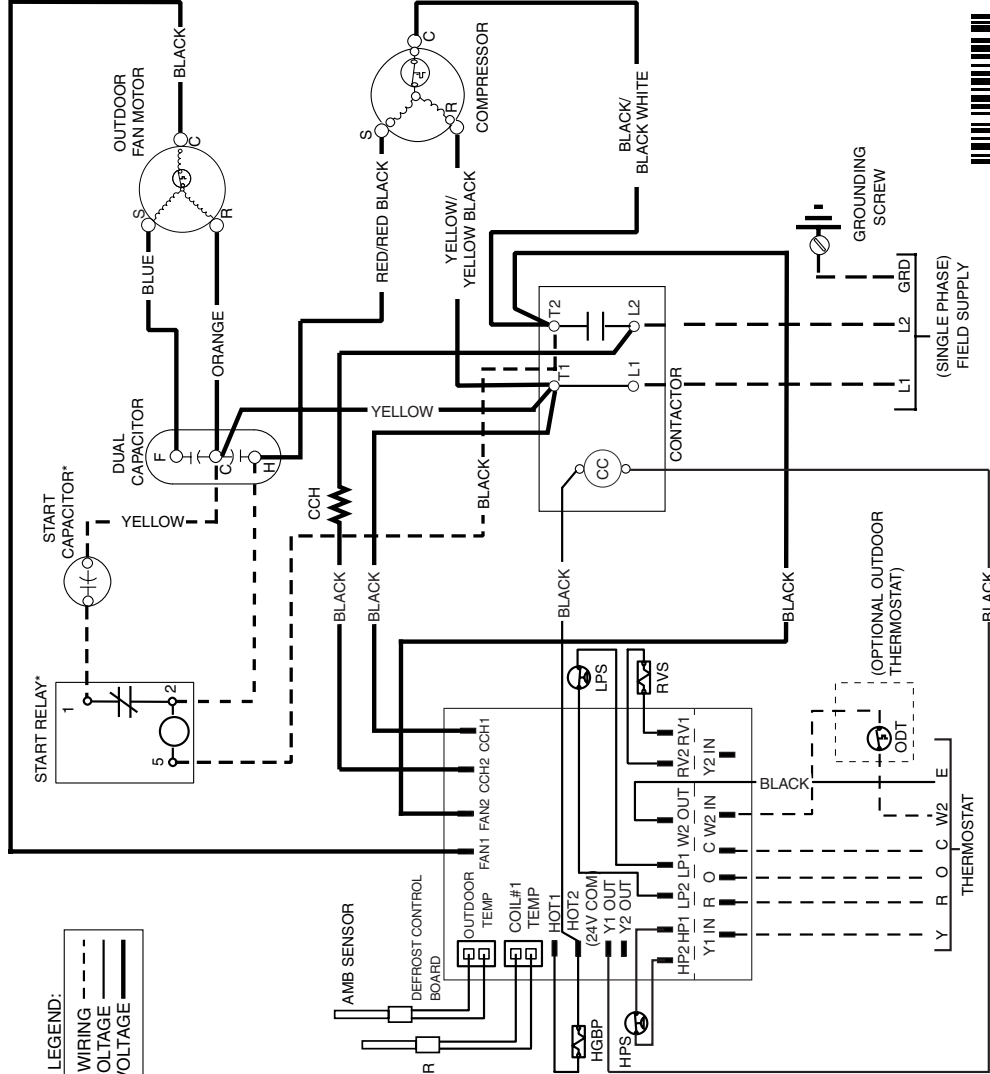 LEGEND:
WIRING
OLTAGE
VOLTAGE
BLACK
OUTDOOR
FAN MOTOR
S
C
R
BLUE
ORANGE
COMPRESSOR
S
C
R
RED/RED BLACK
YELLOW/
YELLOW BLACK
BLACK/
BLACK WHITE
DUAL
CAPACITOR
F
C
H
START
CAPACITOR*
YELLOW
YELLOW
START RELAY*
1
2
5
CCH
BLACK
BLACK
BLACK
T2
L2
T1
L1
CONTACTOR
CC
GROUNDING
SCREW
L1
L2
GRD
(SINGLE PHASE)
FIELD SUPPLY
BLACK
BLACK
BLACK
LPS
RVS
FAN1
FAN2
CCH2
CCH1
AMB SENSOR
R
DEFROST CONTROL
BOARD
OUTDOOR
TEMP
COIL#1
TEMP
HOT1
HOT2
(24V COM)
Y1 OUT
Y2 OUT
HGBP
HPS
HP2
HP1
LP2
LP1
W2 OUT
RV2
RV1
Y1 IN
R
O
C
W2 IN
Y2 IN
BLACK
(OPTIONAL OUTDOOR
THERMOSTAT)
ODT
Y
R
O
C
W2
E
THERMOSTAT